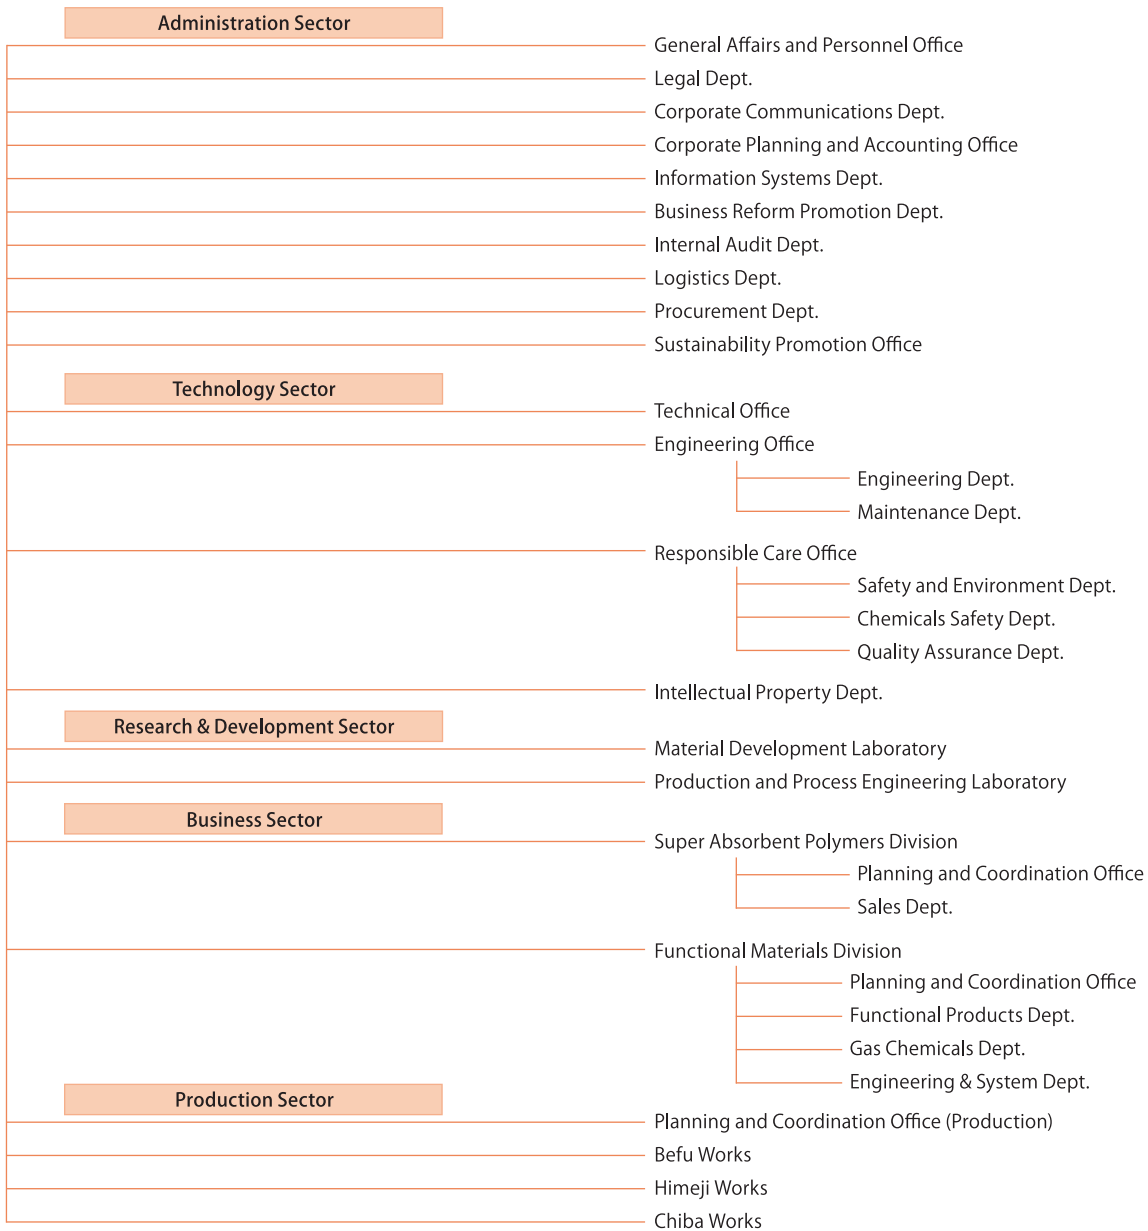 Administration Sector
General Affairs and Personnel Office
Legal Dept.
Corporate Communications Dept.
Corporate Planning and Accounting Office
Information Systems Dept.
Business Reform Promotion Dept.
Internal Audit Dept.
Logistics Dept.
Procurement Dept.
Sustainability Promotion Office
Technology Sector
Technical Office
Engineering Office
Engineering Dept.
Maintenance Dept.
Responsible Care Office
Safety and Environment Dept.
Chemicals Safety Dept.
Quality Assurance Dept.
Intellectual Property Dept.
Research & Development Sector
Material Development Laboratory
Production and Process Engineering Laboratory
Business Sector
Super Absorbent Polymers Division
Planning and Coordination Office
Sales Dept.
Functional Materials Division
Planning and Coordination Office
Functional Products Dept.
Gas Chemicals Dept.
Engineering & System Dept.
Production Sector
Planning and Coordination Office (Production)
Befu Works
Himeji Works
Chiba Works